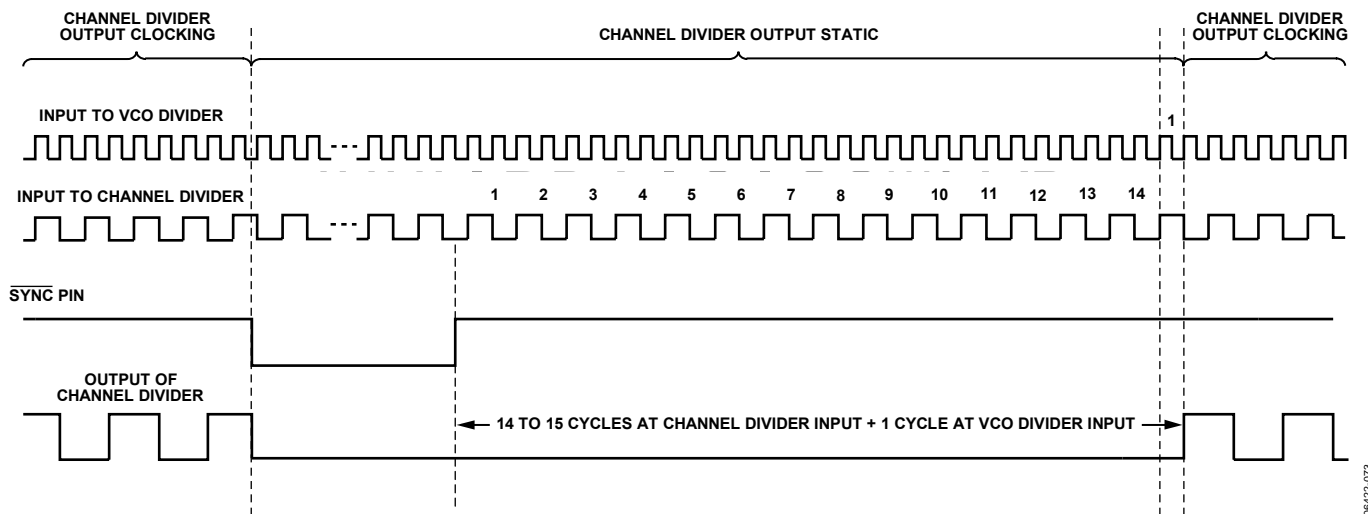 CHANNEL DIVIDER
OUTPUT CLOCKING
CHANNEL DIVIDER OUTPUT STATIC
CHANNEL DIVIDER
OUTPUT CLOCKING
INPUT TO VCO DIVIDER
1
INPUT TO CHANNEL DIVIDER
1 2 3 4 5 6 7 8 9 10 11 12 13 14
SYNC PIN
OUTPUT OF
CHANNEL DIVIDER
14 TO 15 CYCLES AT CHANNEL DIVIDER INPUT + 1 CYCLE AT VCO DIVIDER INPUT
06422-073